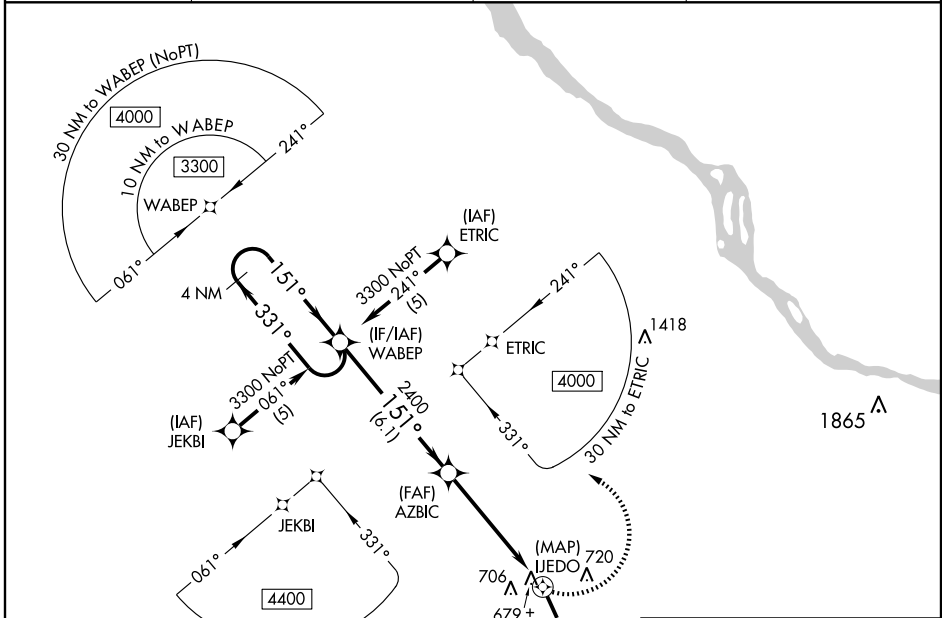 30 NM to WABEP (NoPT)
4000
10 NM to WABEP
3300
241°
WABEP
061°
(IAF)
ETRIC
3300 NoPT
241°
(5)
151°
4 NM
331°
(IF/IAF)
WABEP
3300 NoPT
061°
(5)
(IAF)
JEKBI
2400
151°
(6.1)
241°
ETRIC
4000
331°
30 NM to ETRIC
1418
1865
(FAF)
AZBIC
JEKBI
061°
331°
4400
(MAP)
IJEDO
720
706
679 ±